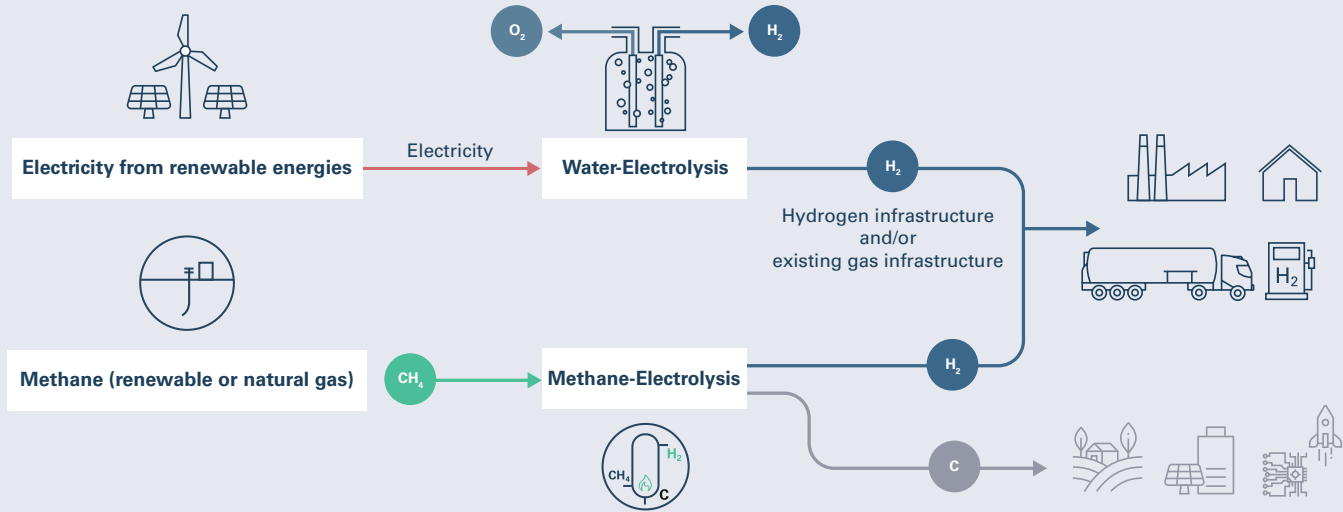 O₂
H₂
Electricity from renewable energies
Electricity
Water-Electrolysis
H₂
Hydrogen infrastructure
and/or
existing gas infrastructure
H₂
Methane (renewable or natural gas)
CH₄
Methane-Electrolysis
H₂
H₂
CH₄
C
C